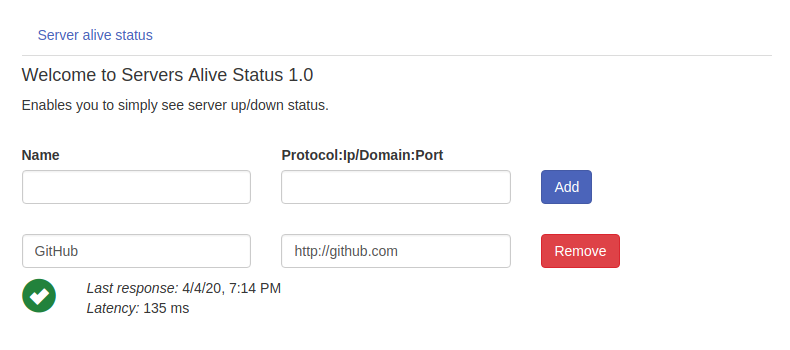 Server alive status
Welcome to Servers Alive Status 1.0
Enables you to simply see server up/down status.
Name Protocol:Ip/Domain:Port
Add
GitHub http://github.com Remove
Last response: 4/4/20, 7:14 PM
Latency: 135 ms